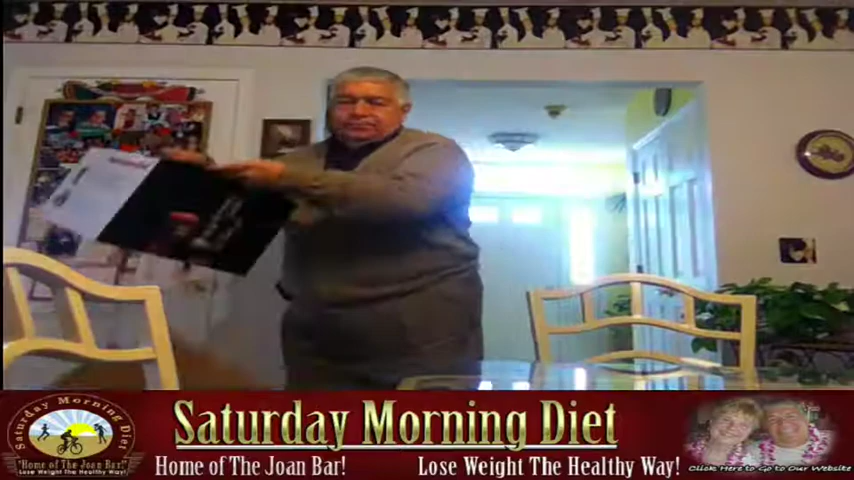 Saturday Morning Diet
"Home of The Joan Bar"
Lose Weight The Healthy Way!
Saturday Morning Diet
Home of The Joan Bar!
Lose Weight The Healthy Way!
Click Here to go to our Website